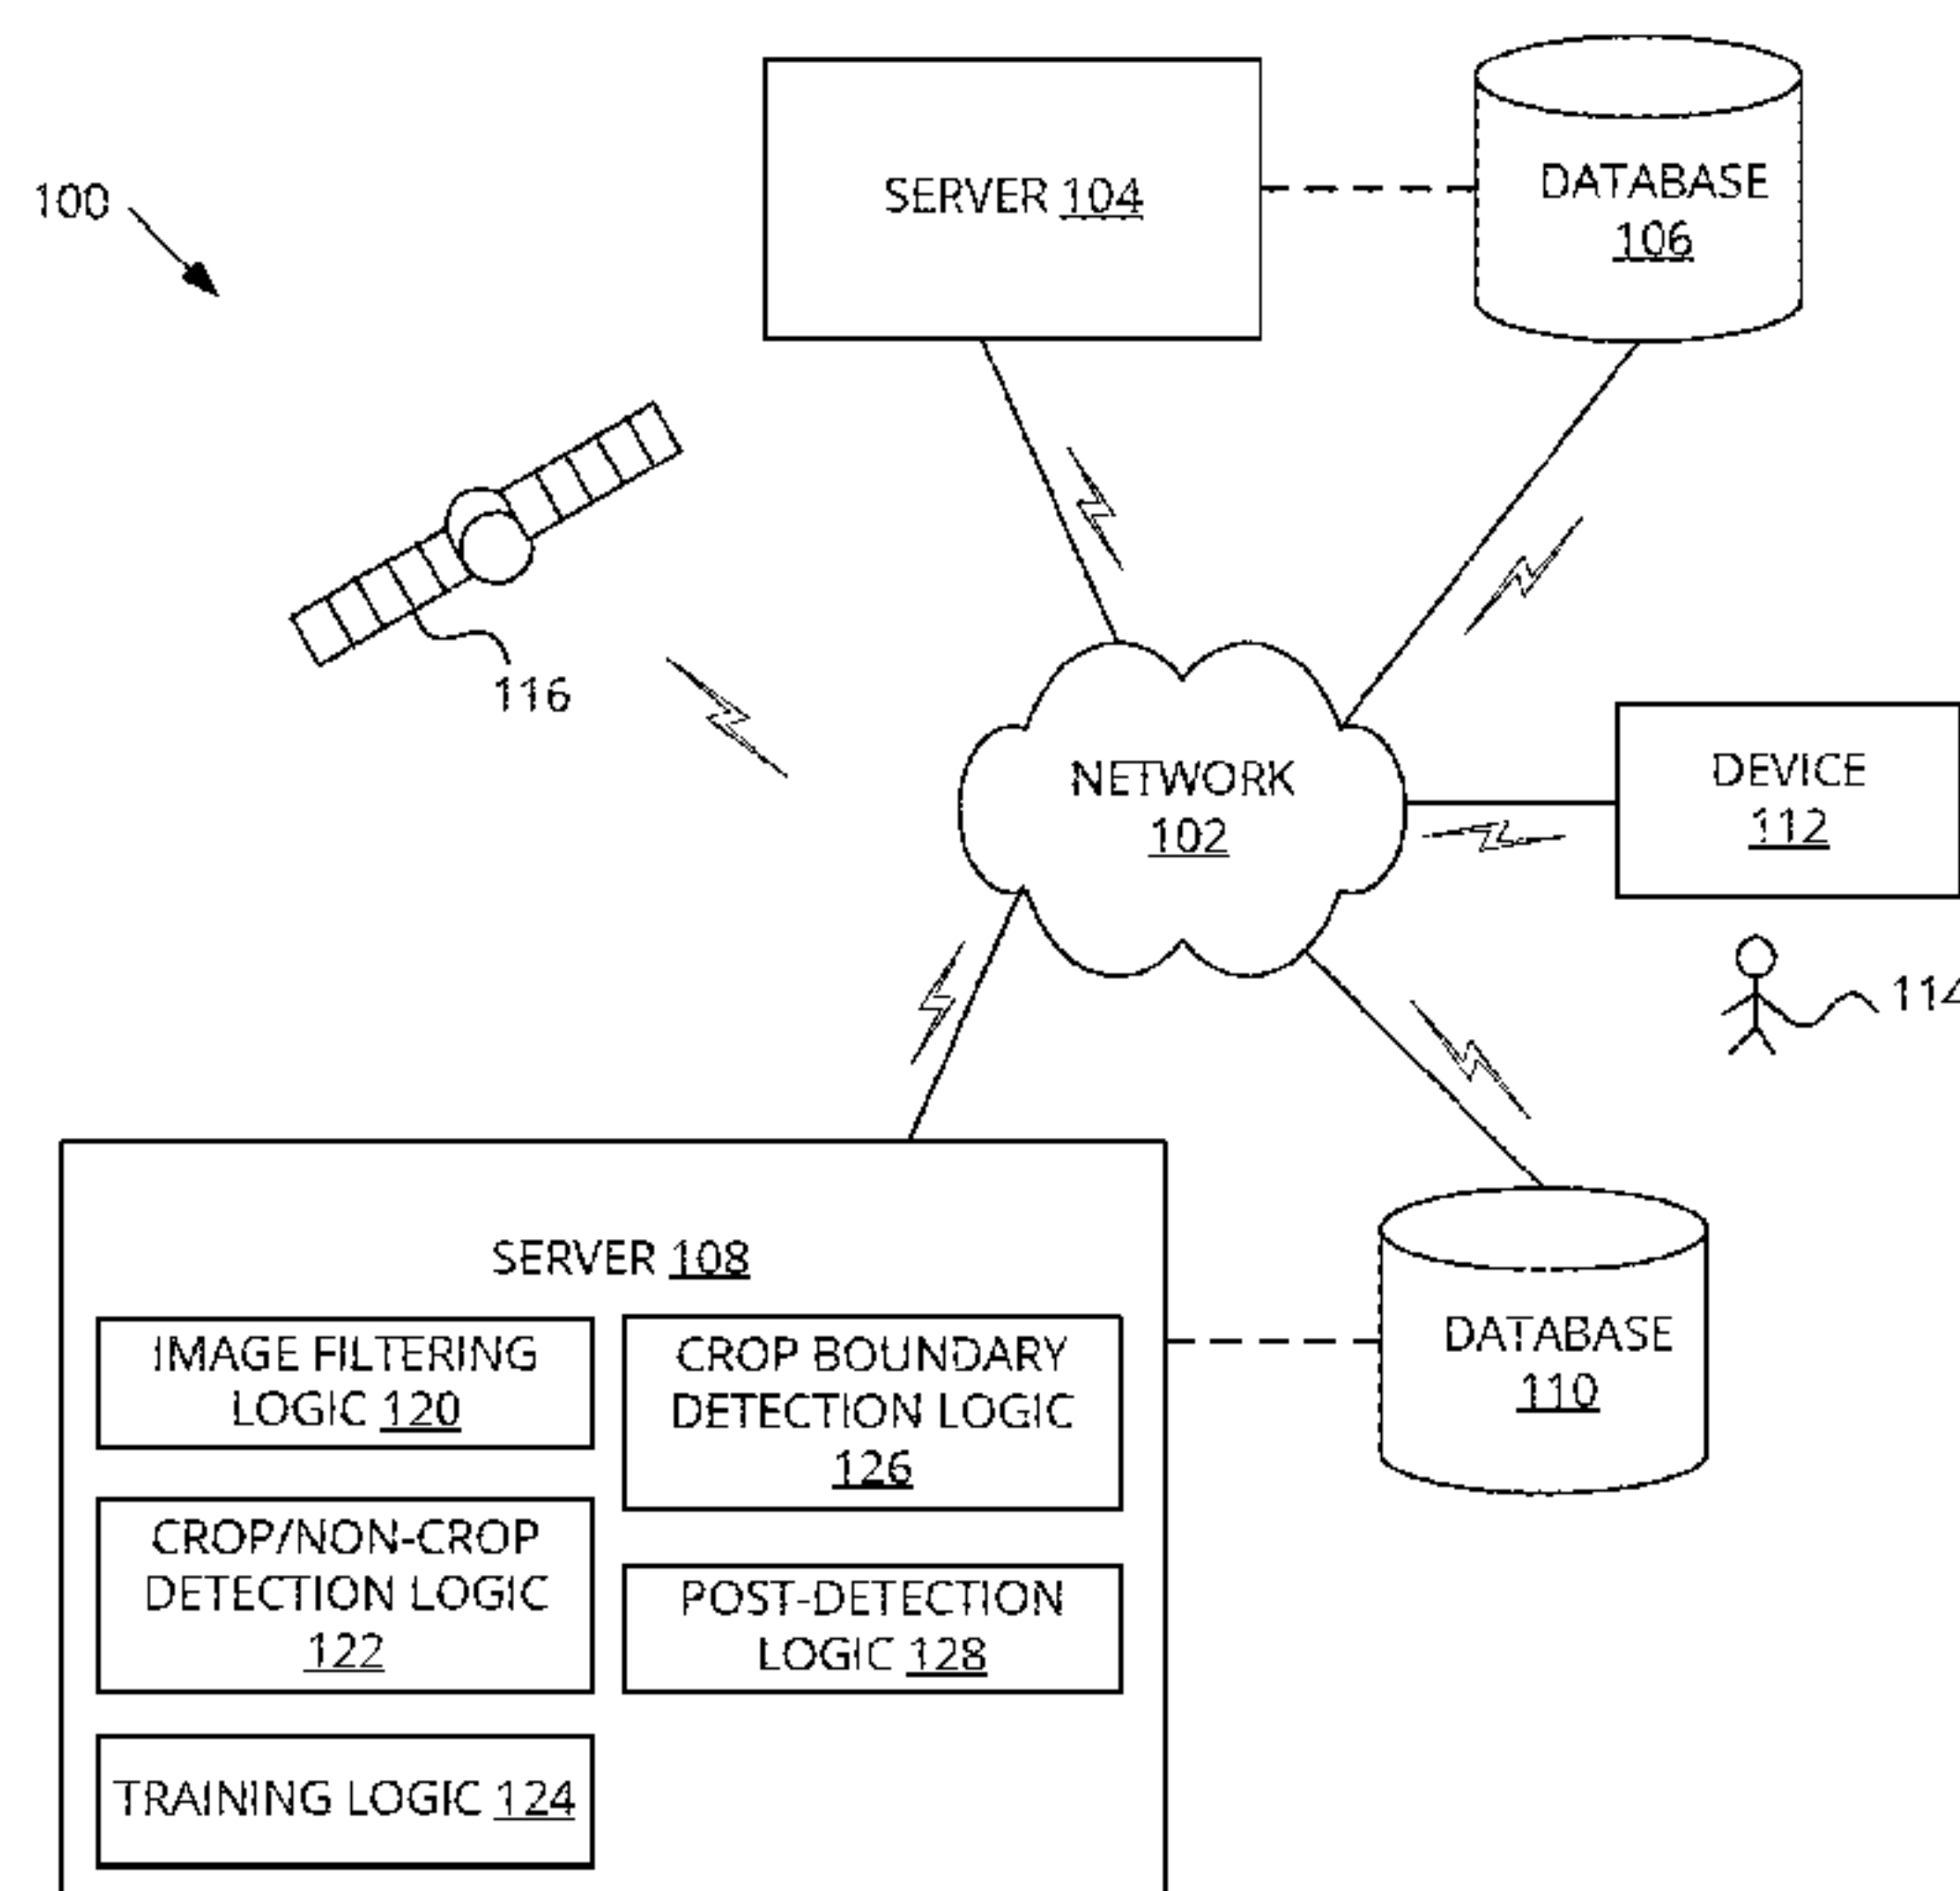 100
SERVER 104
DATABASE
106
116
NETWORK
102
DEVICE
112
114
SERVER 108
IMAGE FILTERING
LOGIC 120
CROP/NON-CROP
DETECTION LOGIC
122
TRAINING LOGIC 124
CROP BOUNDARY
DETECTION LOGIC
126
POST-DETECTION
LOGIC 128
DATABASE
110